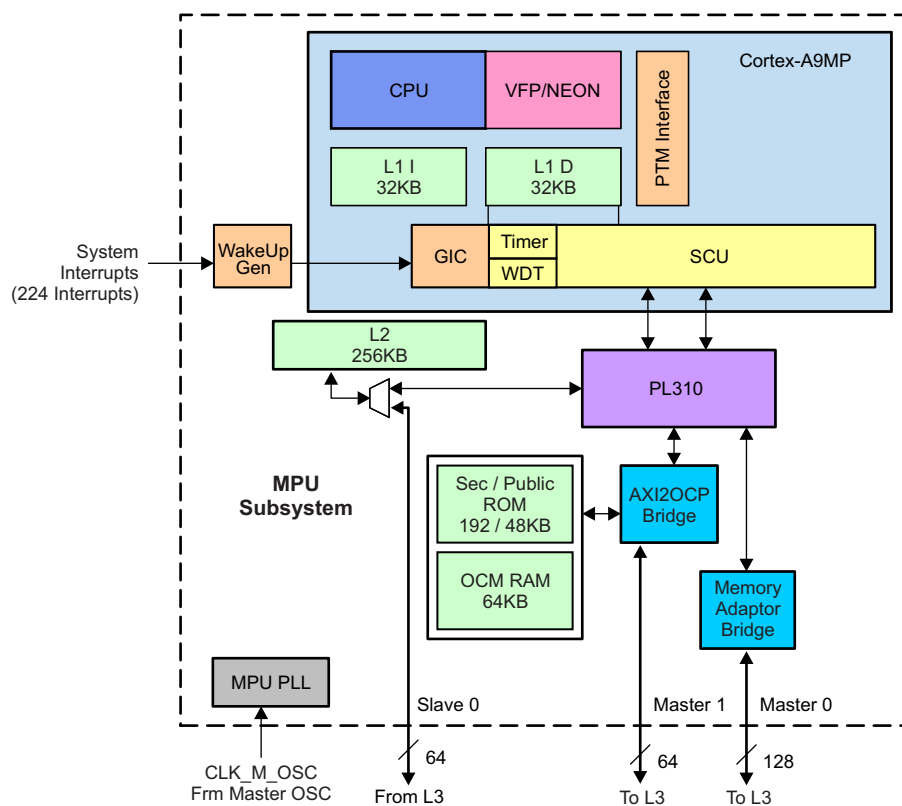 Cortex-A9MP
CPU
VFP/NEON
PTM Interface
L1 I
32KB
L1 D
32KB
System
Interrupts
(224 Interrupts)
WakeUp
Gen
GIC
Timer
WDT
SCU
L2
256KB
PL310
MPU
Subsystem
Sec / Public
ROM
192 / 48KB
AXI2OCP
Bridge
OCM RAM
64KB
Memory
Adaptor
Bridge
MPU PLL
Slave 0
Master 1
Master 0
64
64
128
CLK_M_OSC
Frm Master OSC
From L3
To L3
To L3